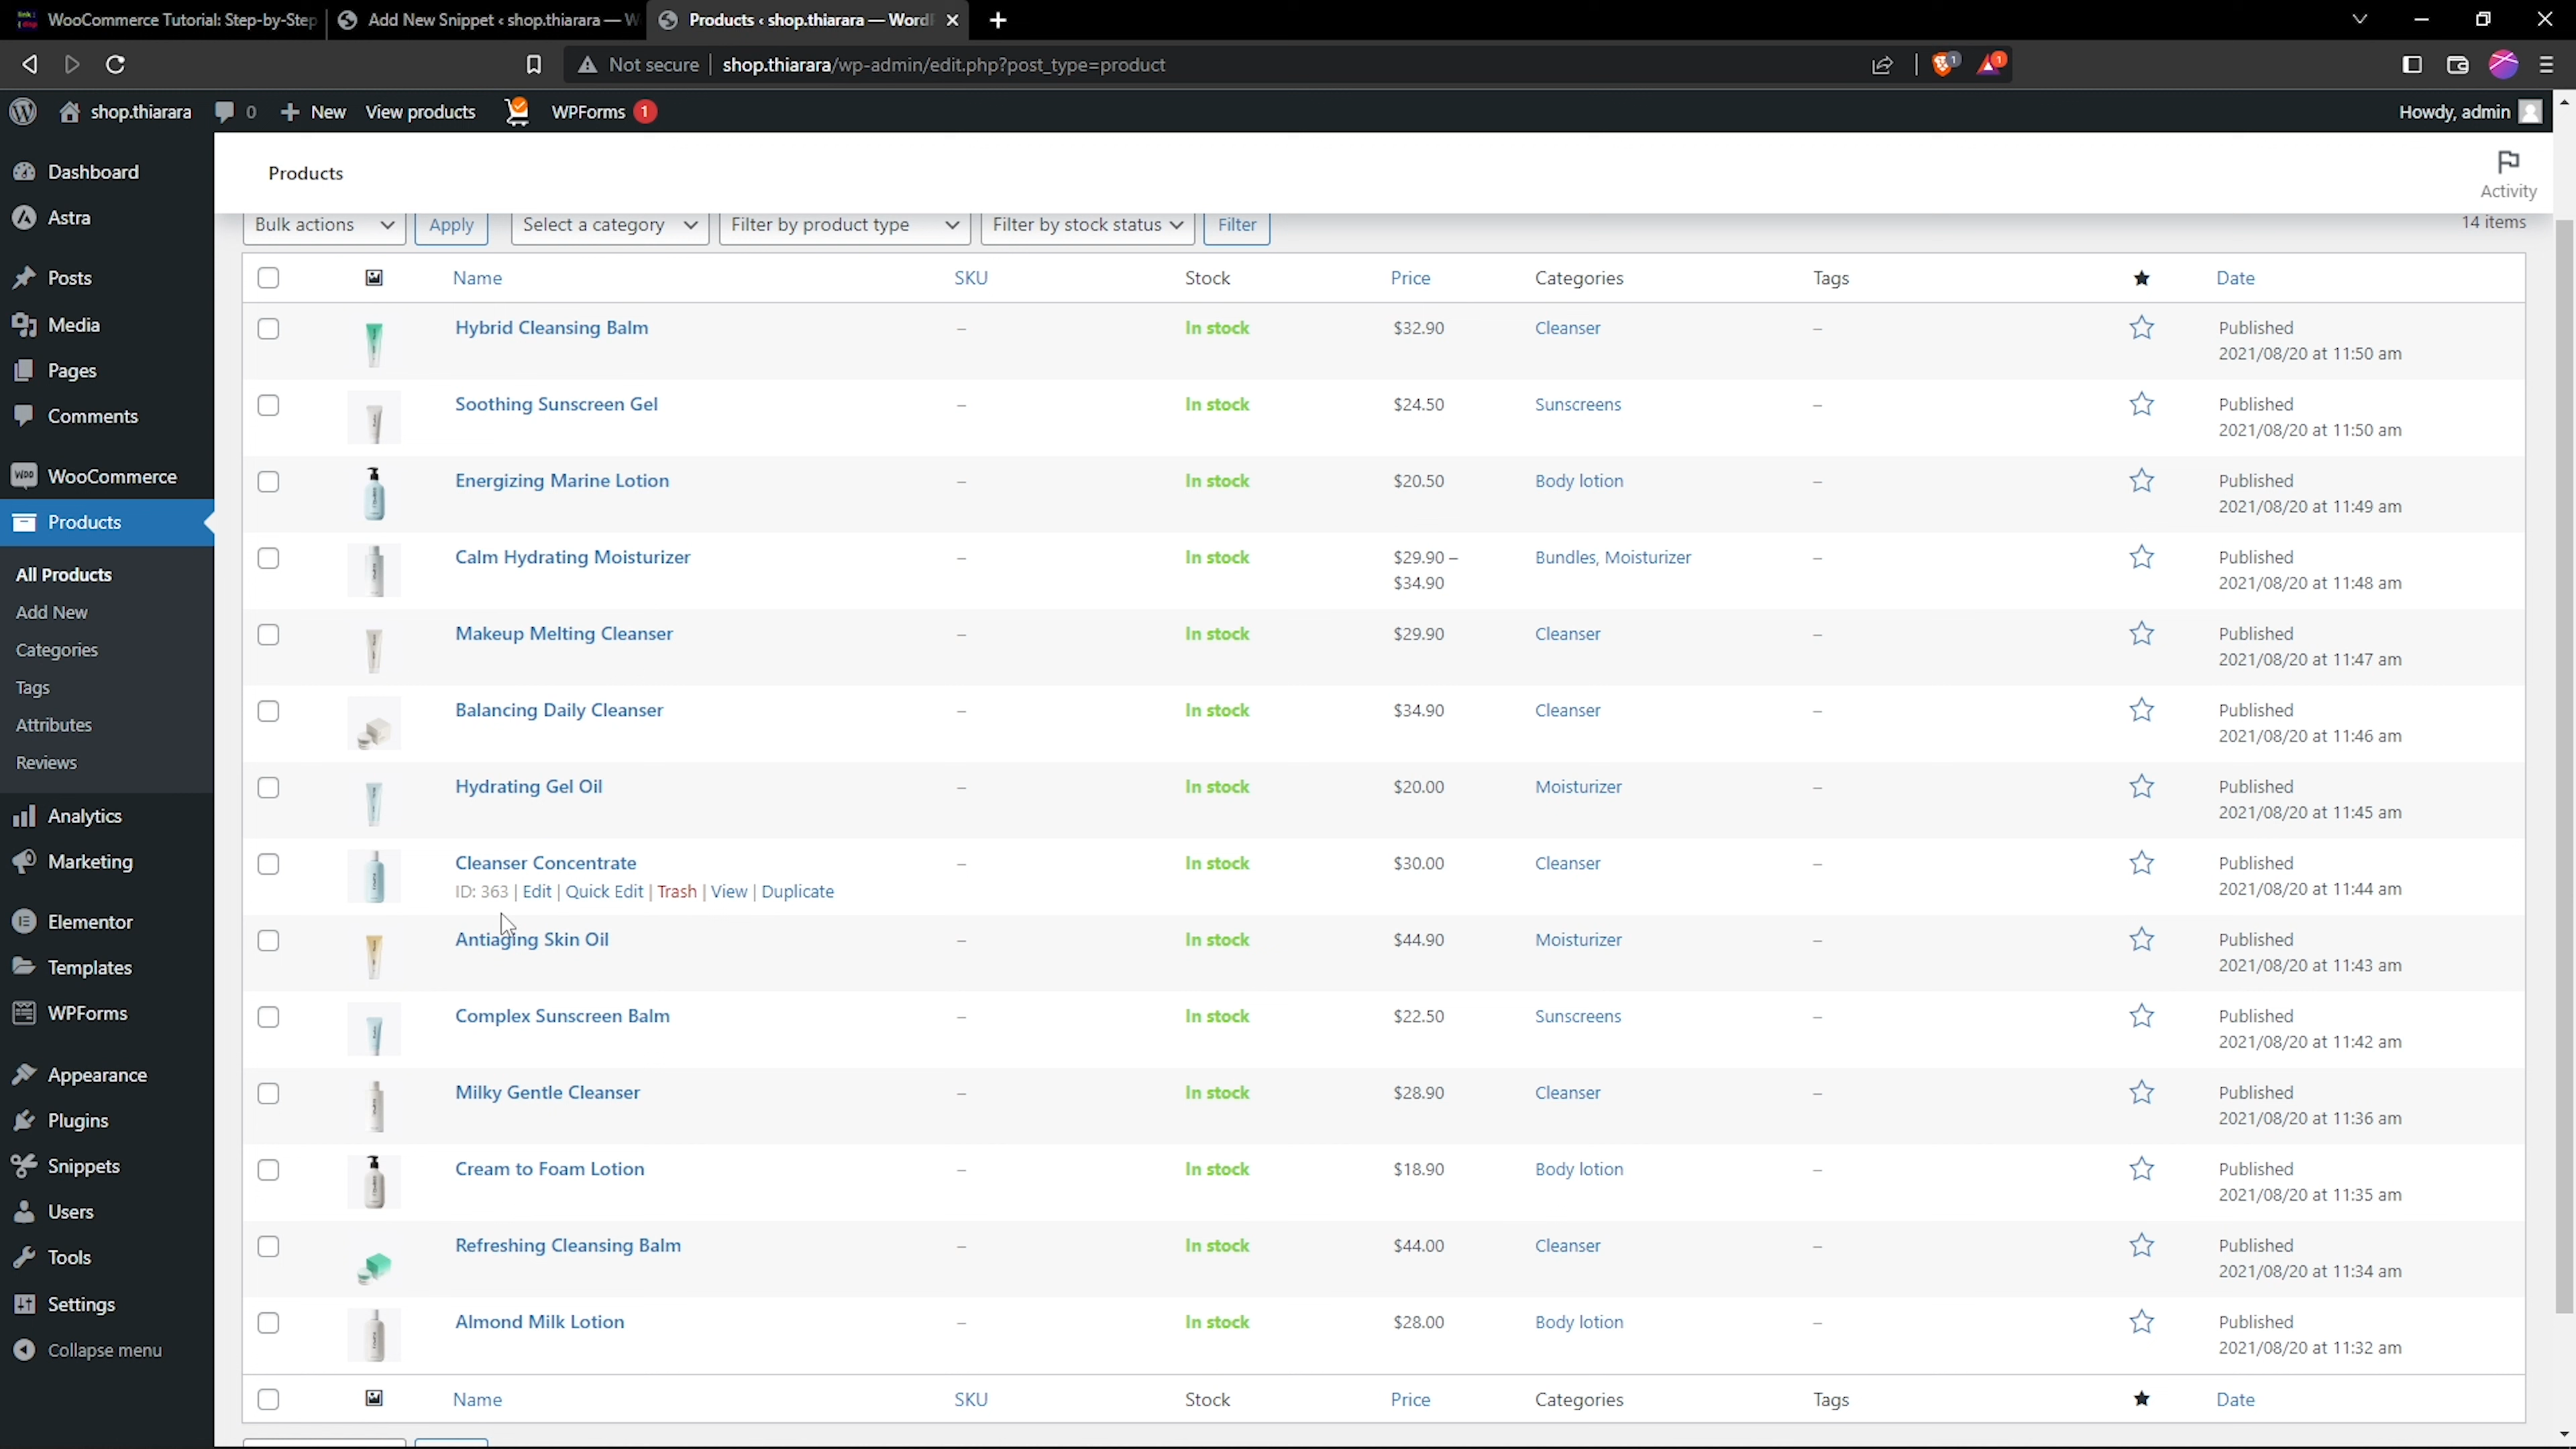 WooCommerce Tutorial: Step-by-Step
Add New Snippet ‹ shop.thiarara — W
Products ‹ shop.thiarara — Word
Not secure
shop.thiarara/wp-admin/edit.php?post_type=product
1
1
shop.thiarara
0
New
View products
WPForms 1
Howdy, admin
Dashboard
Astra
Posts
Media
Pages
Comments
WooCommerce
Products
All Products
Add New
Categories
Tags
Attributes
Reviews
Analytics
Marketing
Elementor
Templates
WPForms
Appearance
Plugins
Snippets
Users
Tools
Settings
Collapse menu
Products
Activity
Bulk actions Apply Select a category Filter by product type Filter by stock status Filter
14 items
Name SKU Stock Price Categories Tags Date
Hybrid Cleansing Balm – In stock $32.90 Cleanser – Published
2021/08/20 at 11:50 am
Soothing Sunscreen Gel – In stock $24.50 Sunscreens – Published
2021/08/20 at 11:50 am
Energizing Marine Lotion – In stock $20.50 Body lotion – Published
2021/08/20 at 11:49 am
Calm Hydrating Moisturizer – In stock $29.90 – Bundles, Moisturizer – Published
$34.90 2021/08/20 at 11:48 am
Makeup Melting Cleanser – In stock $29.90 Cleanser – Published
2021/08/20 at 11:47 am
Balancing Daily Cleanser – In stock $34.90 Cleanser – Published
2021/08/20 at 11:46 am
Hydrating Gel Oil – In stock $20.00 Moisturizer – Published
2021/08/20 at 11:45 am
Cleanser Concentrate – In stock $30.00 Cleanser – Published
ID: 363 | Edit | Quick Edit | Trash | View | Duplicate 2021/08/20 at 11:44 am
Antiaging Skin Oil – In stock $44.90 Moisturizer – Published
2021/08/20 at 11:43 am
Complex Sunscreen Balm – In stock $22.50 Sunscreens – Published
2021/08/20 at 11:42 am
Milky Gentle Cleanser – In stock $28.90 Cleanser – Published
2021/08/20 at 11:36 am
Cream to Foam Lotion – In stock $18.90 Body lotion – Published
2021/08/20 at 11:35 am
Refreshing Cleansing Balm – In stock $44.00 Cleanser – Published
2021/08/20 at 11:34 am
Almond Milk Lotion – In stock $28.00 Body lotion – Published
2021/08/20 at 11:32 am
Name SKU Stock Price Categories Tags Date